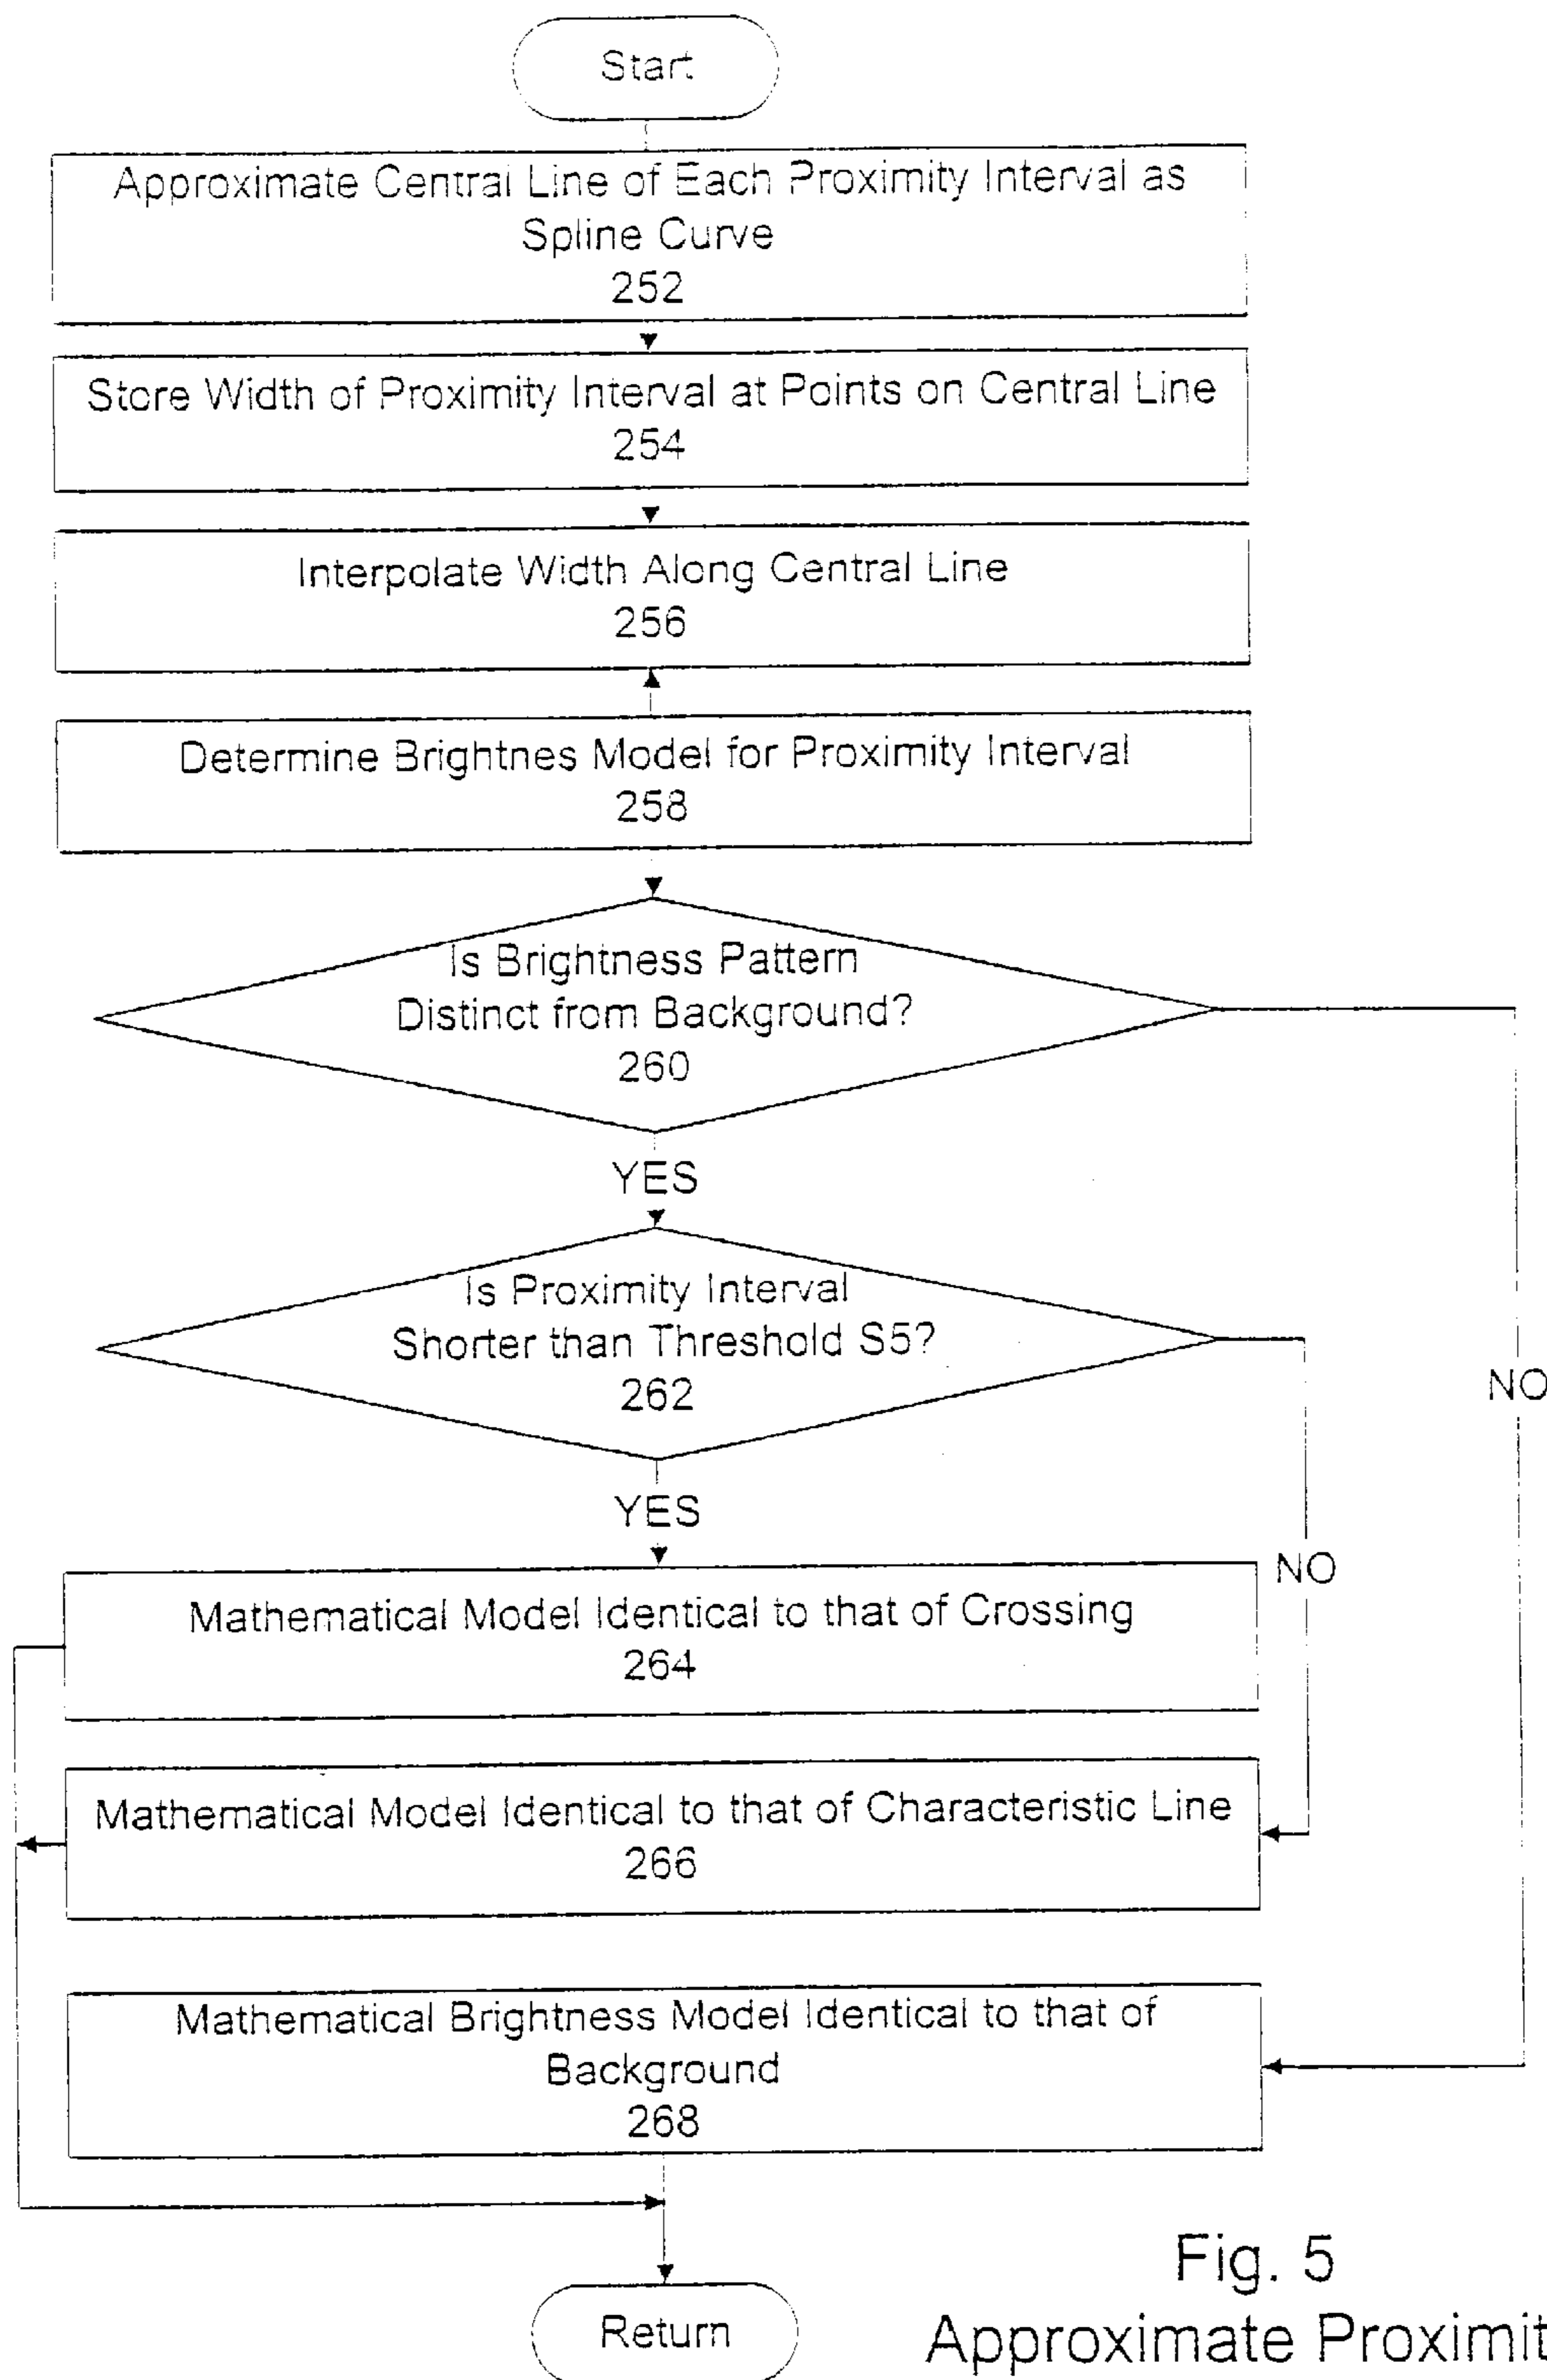 Start
Approximate Central Line of Each Proximity Interval as
Spline Curve
252
Store Width of Proximity Interval at Points on Central Line
254
Interpolate Width Along Central Line
256
Determine Brightnes Model for Proximity Interval
258
Is Brightness Pattern
Distinct from Background?
260
YES
Is Proximity Interval
Shorter than Threshold S5?
262
NO
YES
NO
Mathematical Model Identical to that of Crossing
264
Mathematical Model Identical to that of Characteristic Line
266
Mathematical Brightness Model Identical to that of
Background
268
Return
Fig. 5
Approximate Proximit